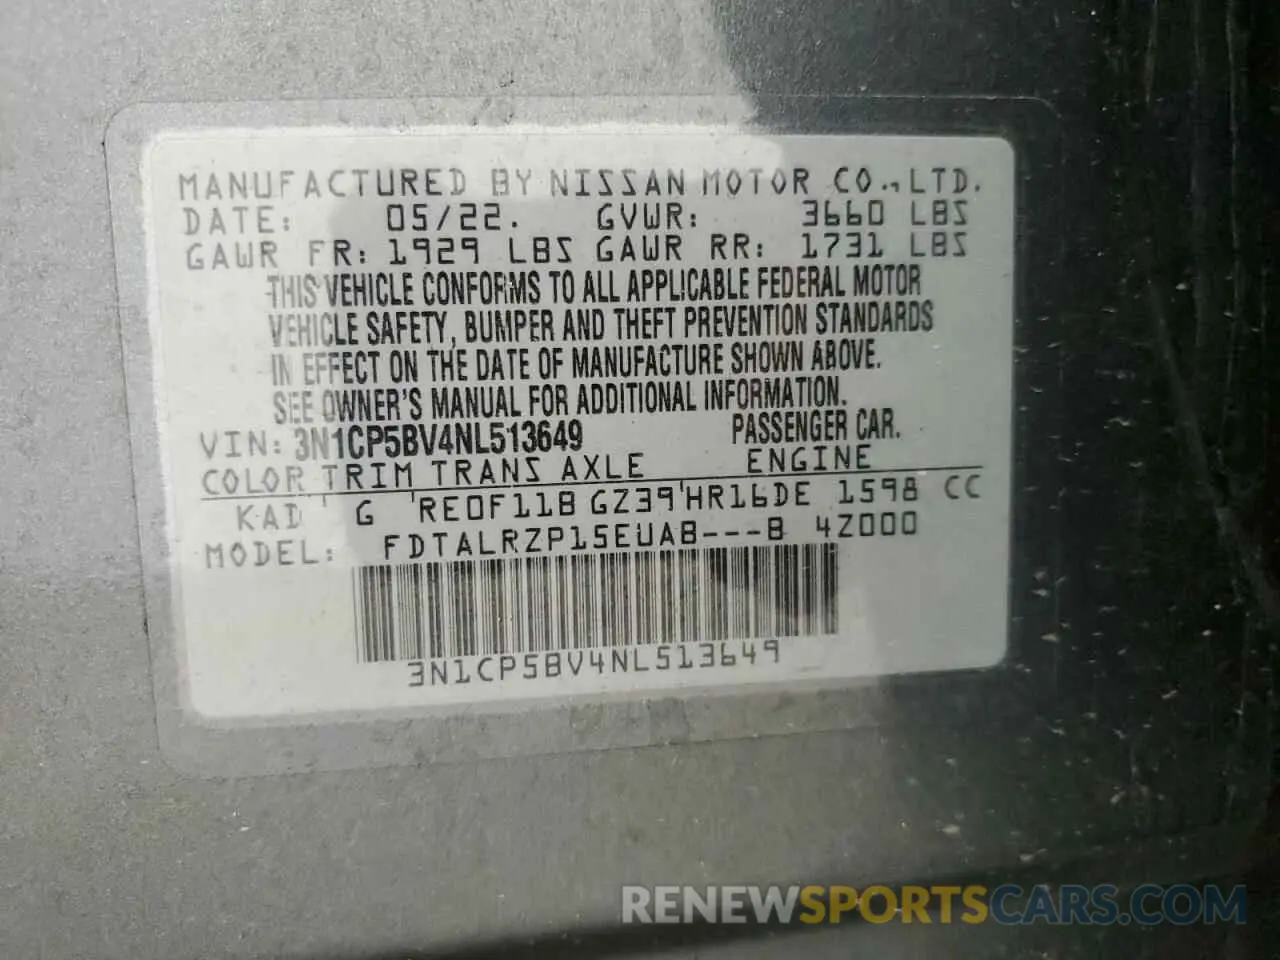 MANUFACTURED BY NISSAN MOTOR CO., LTD.
DATE: 05/22. GVWR: 3660 LBS
GAWR FR: 1929 LBS GAWR RR: 1731 LBS
THIS VEHICLE CONFORMS TO ALL APPLICABLE FEDERAL MOTOR
VEHICLE SAFETY, BUMPER AND THEFT PREVENTION STANDARDS
IN EFFECT ON THE DATE OF MANUFACTURE SHOWN ABOVE.
SEE OWNER'S MANUAL FOR ADDITIONAL INFORMATION.
VIN: 3N1CP5BV4NL513649 PASSENGER CAR.
COLOR TRIM TRANS AXLE ENGINE
KAD G RE0F11B GZ39 HR16DE 1598 CC
MODEL: FDTALRZP15EUAB---B 4Z000
3N1CP5BV4NL513649
RENEWSPORTSCARS.COM